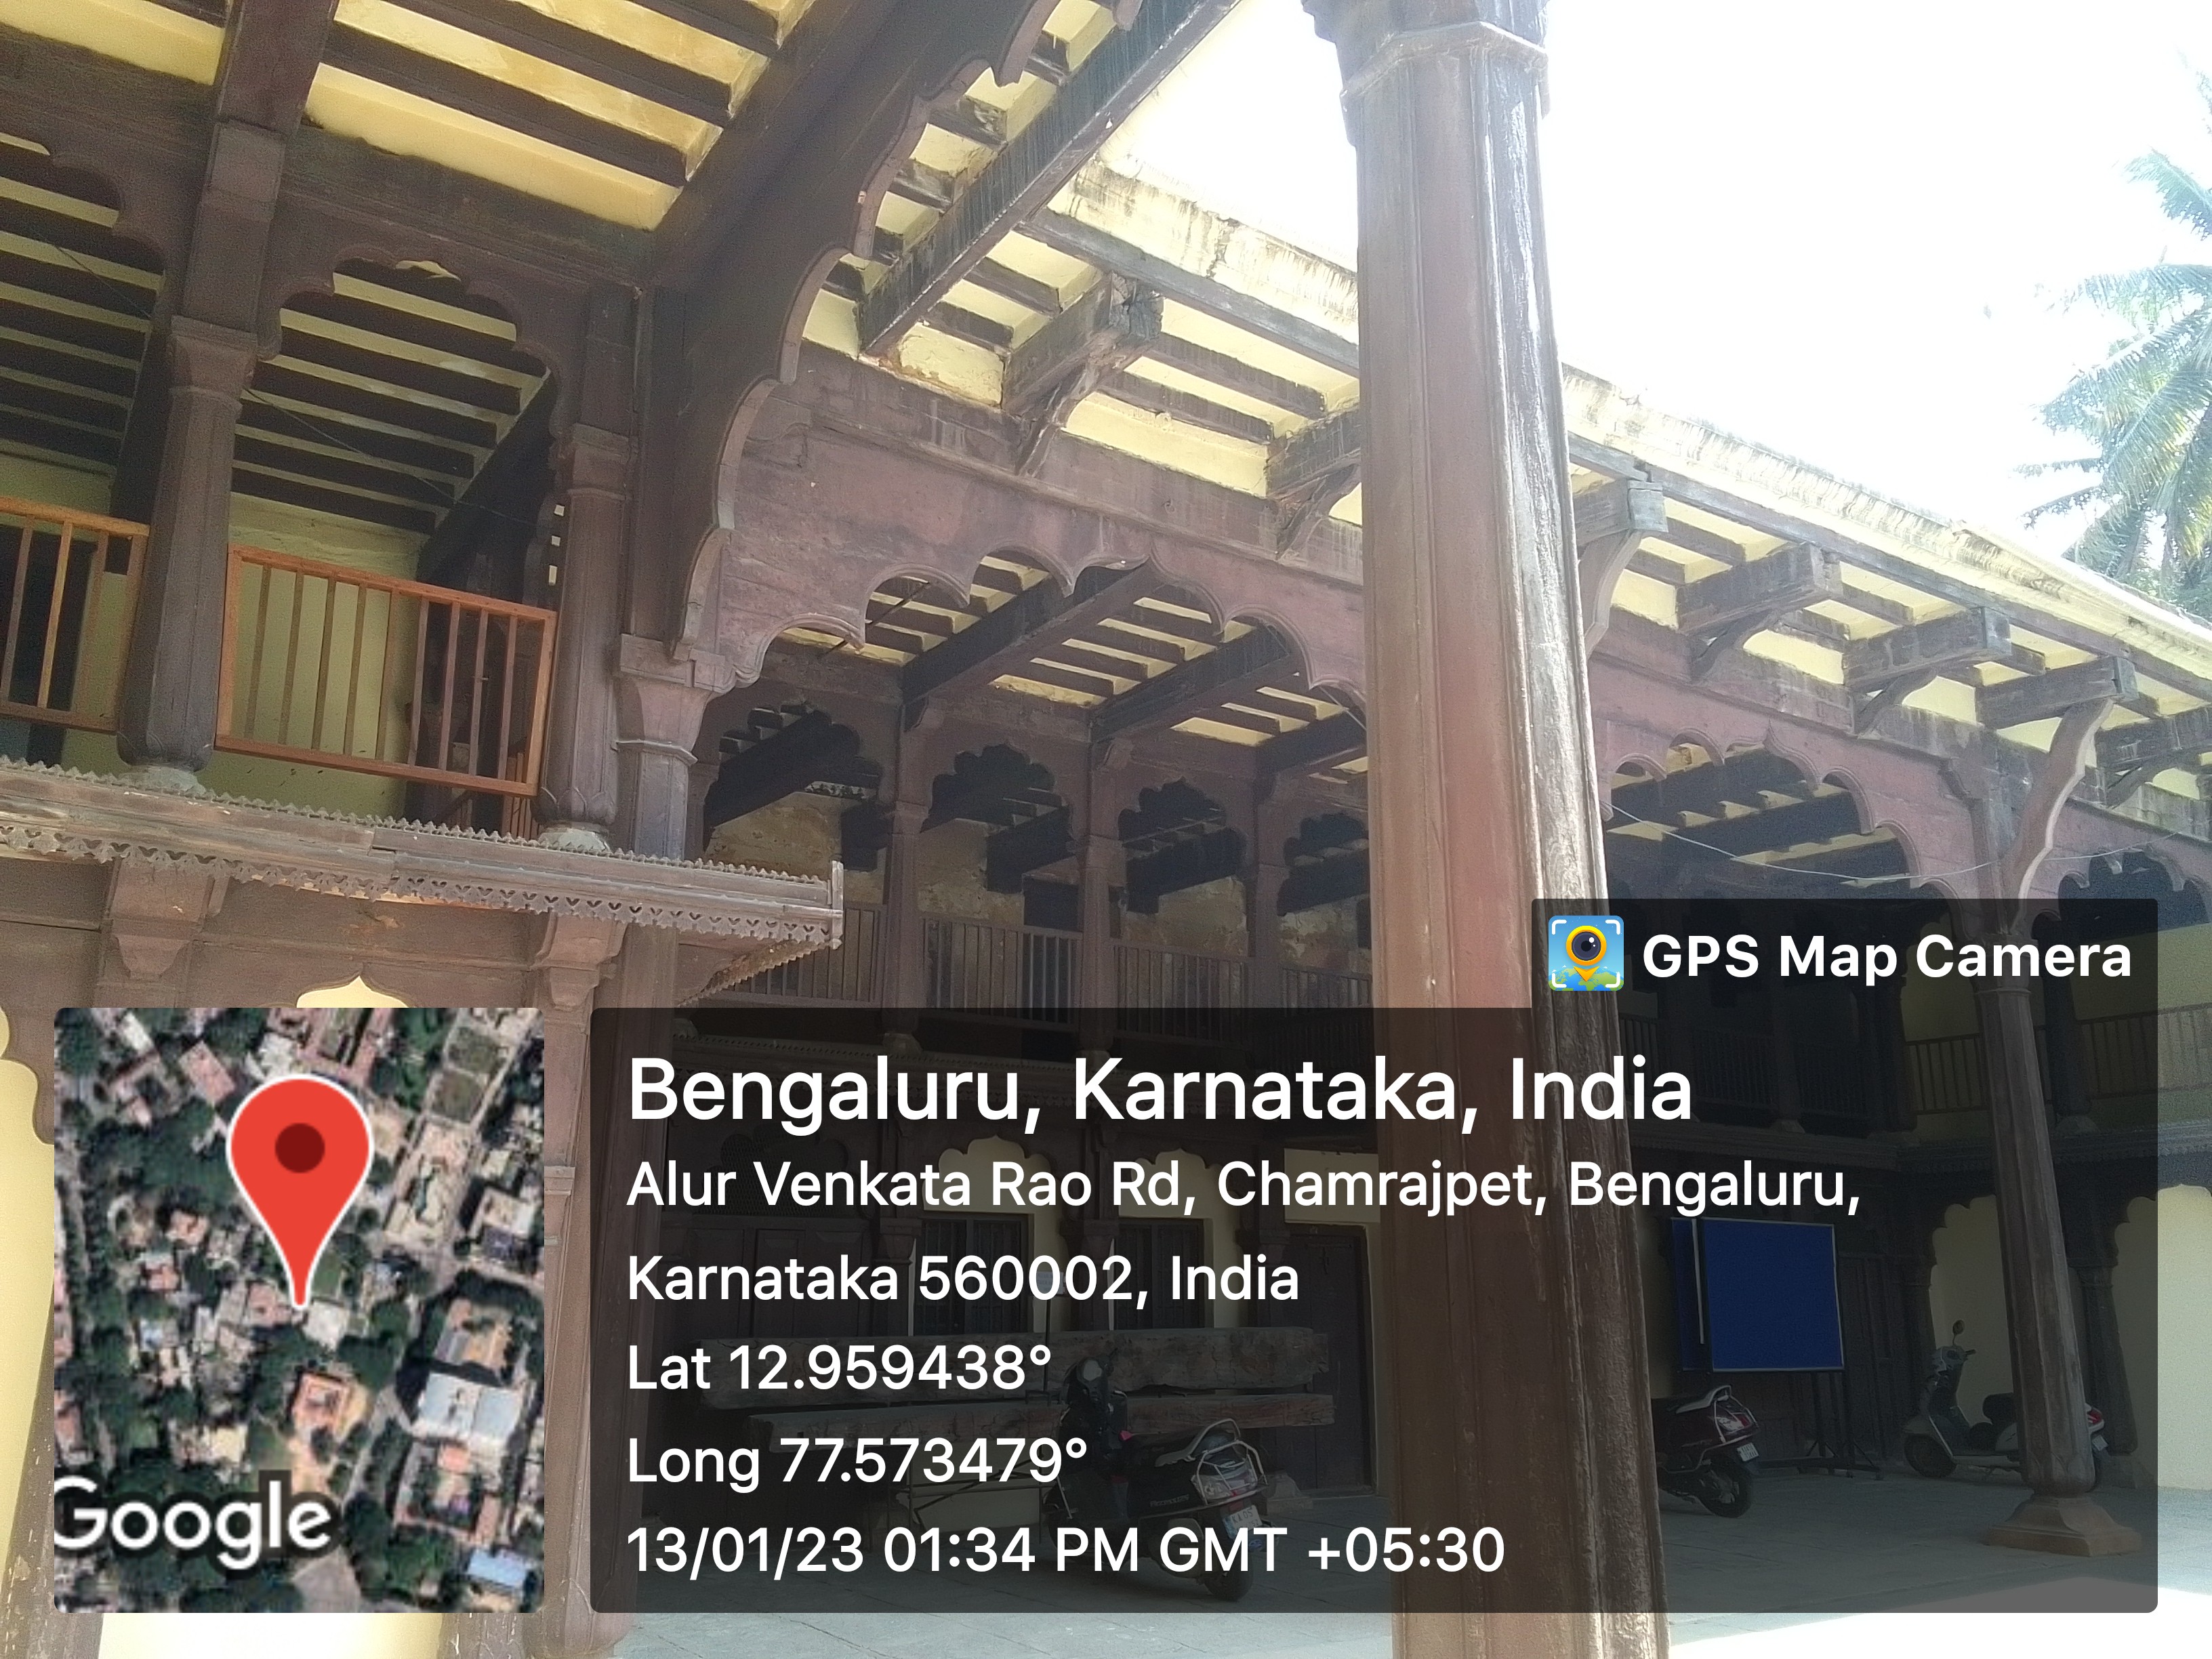 GPS Map Camera
Bengaluru, Karnataka, India
Alur Venkata Rao Rd, Chamrajpet, Bengaluru,
Karnataka 560002, India
Lat 12.959438°
Long 77.573479°
13/01/23 01:34 PM GMT +05:30
Google